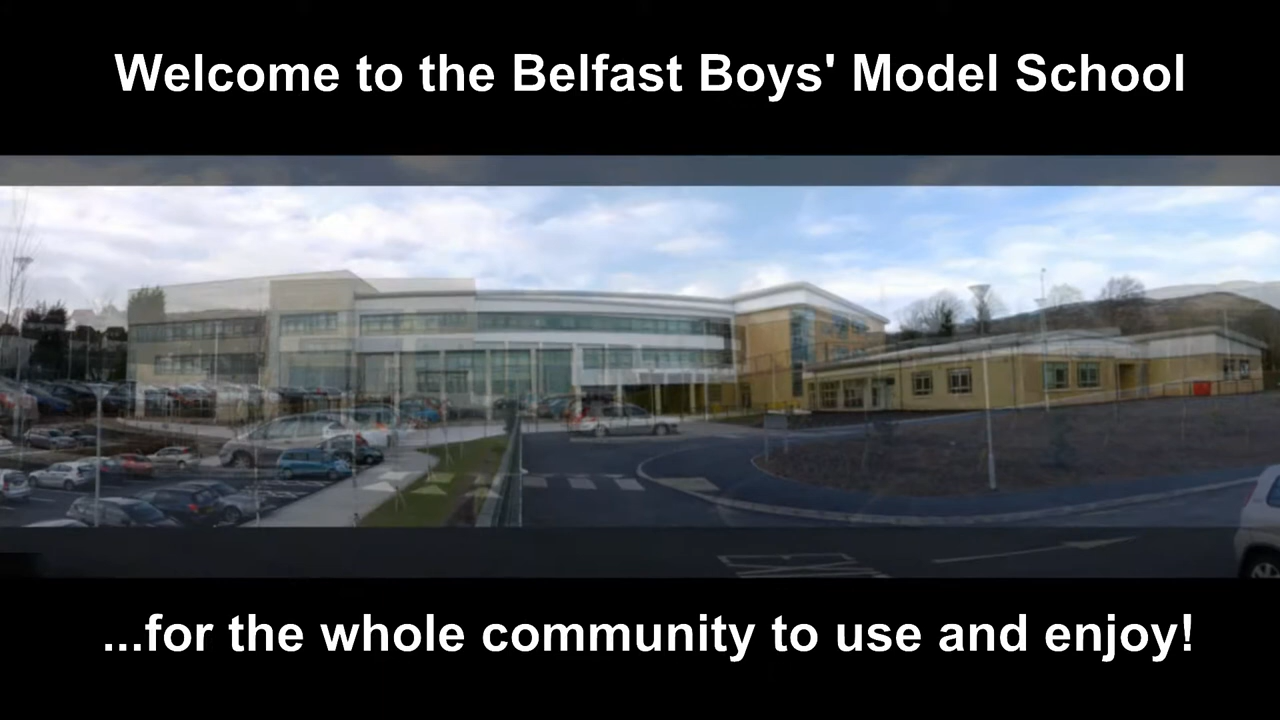 Welcome to the Belfast Boys' Model School
...for the whole community to use and enjoy!